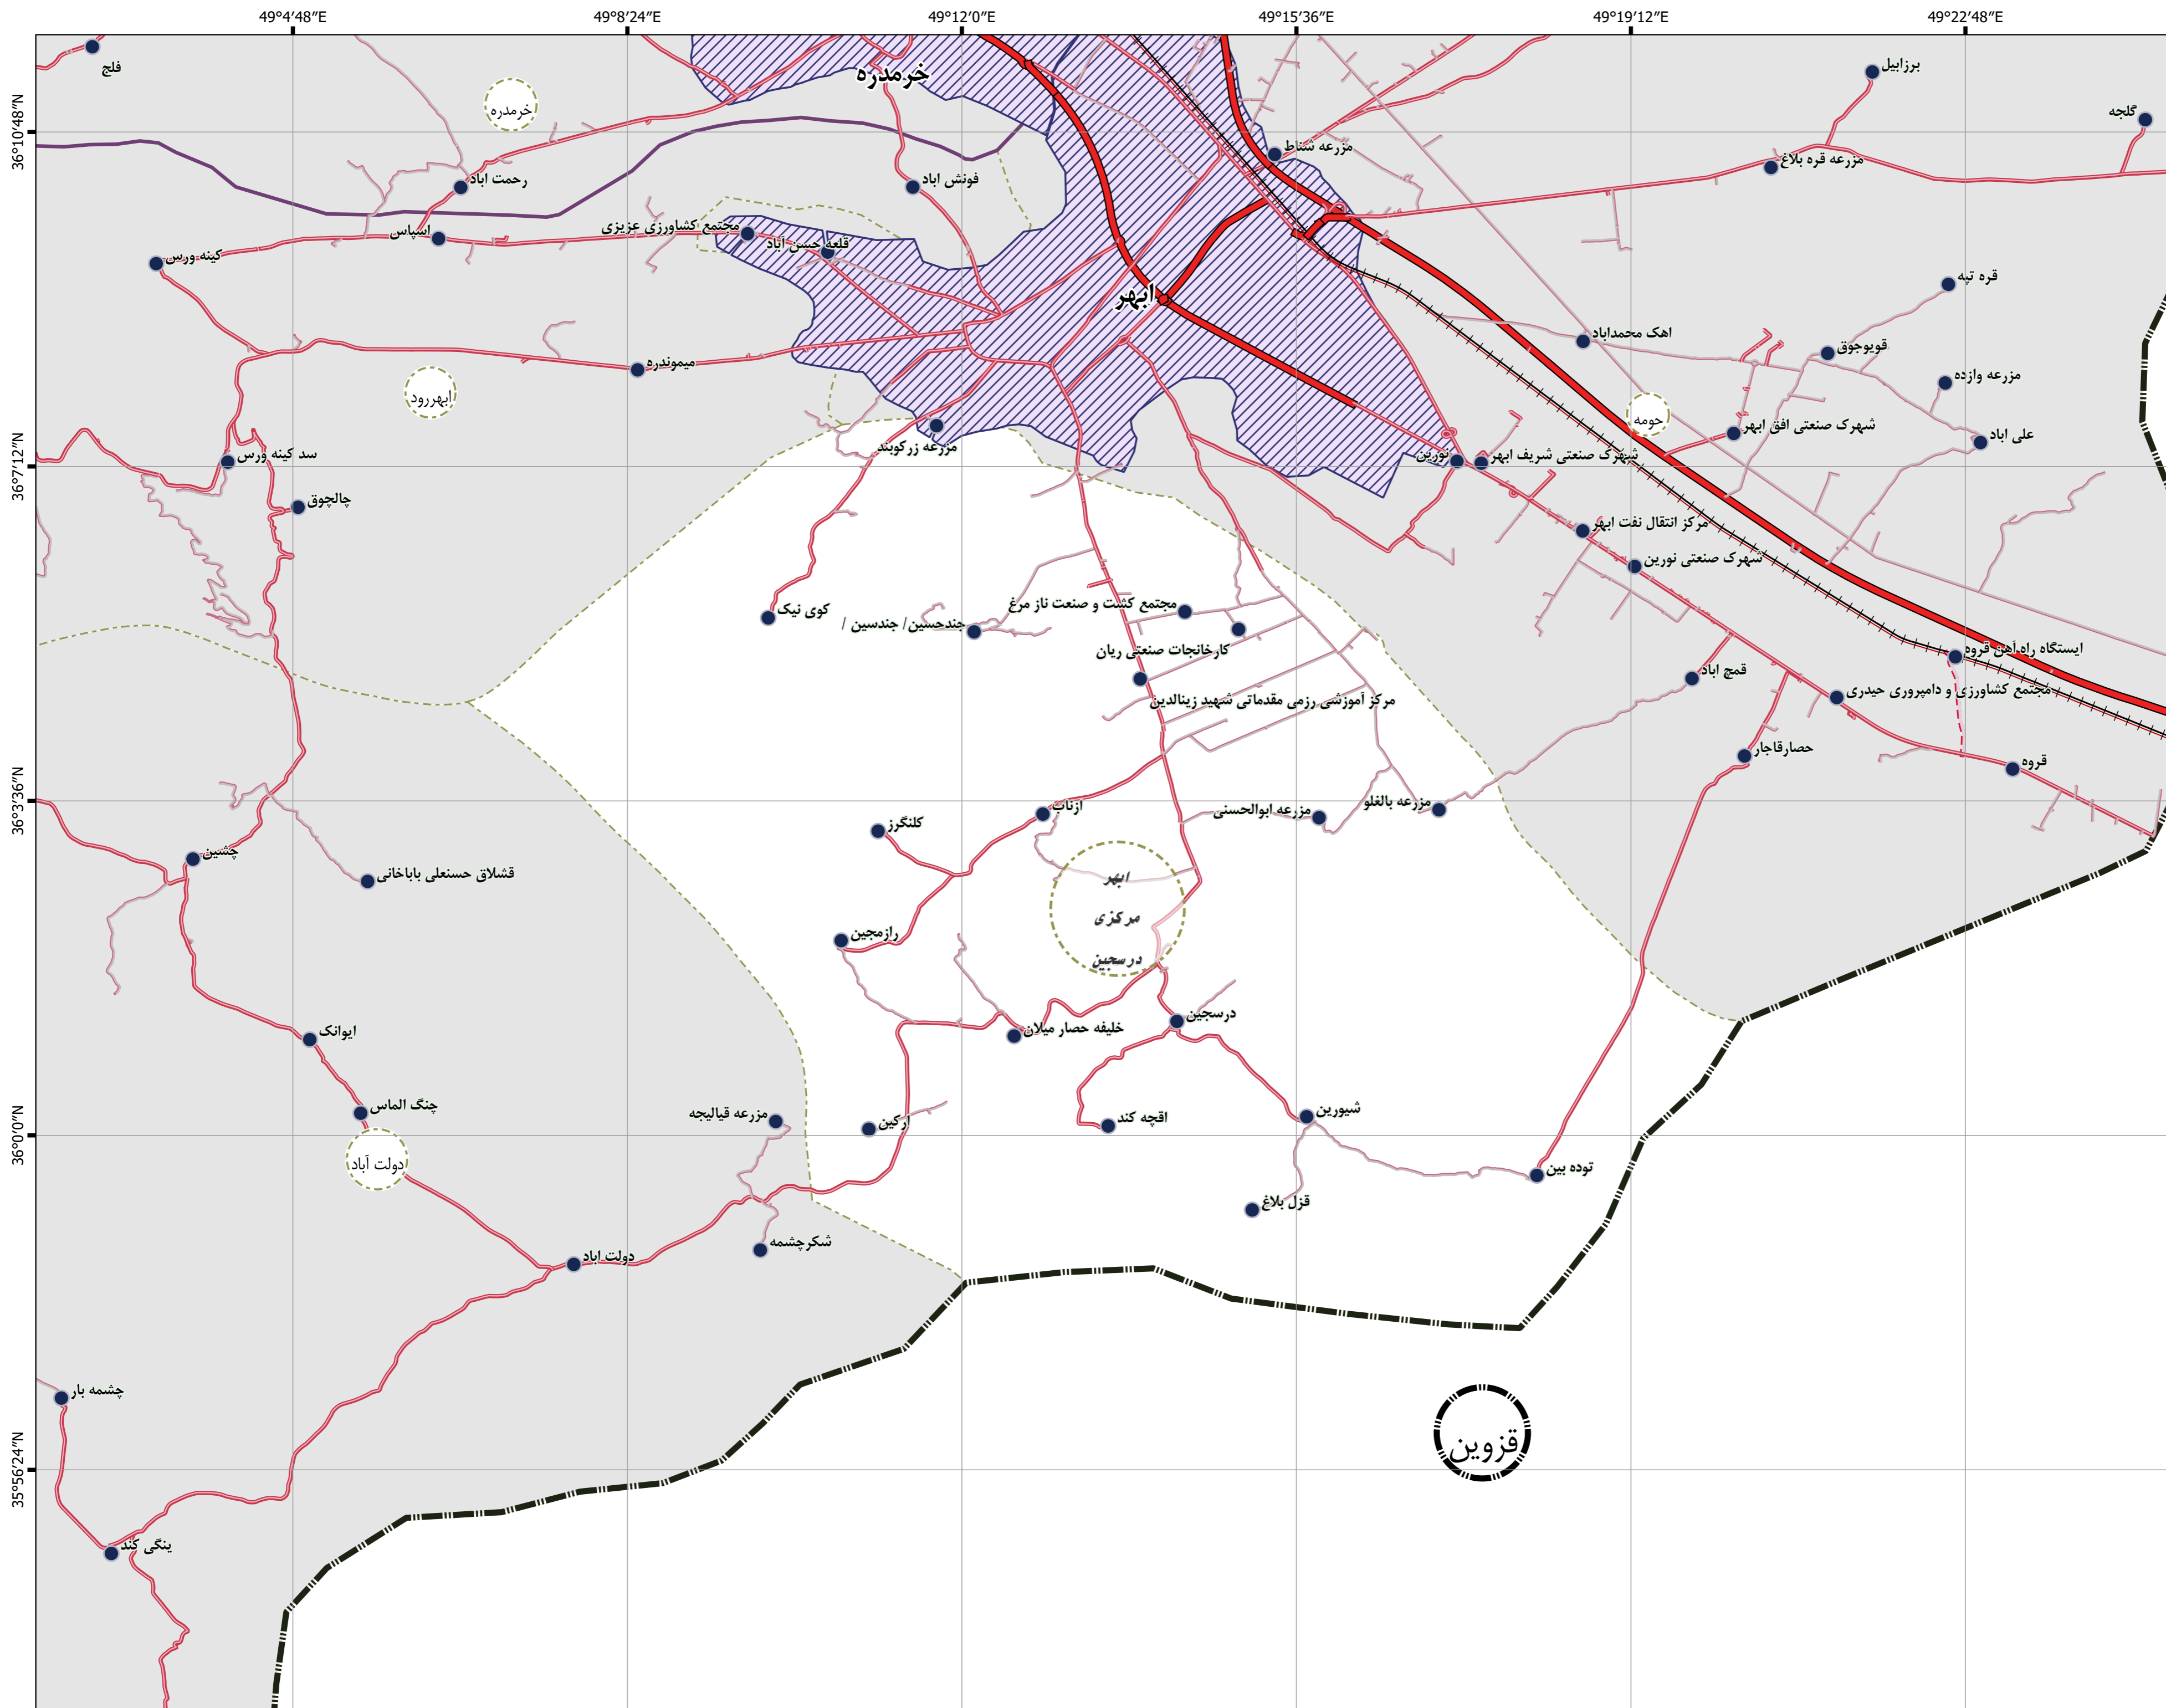 49°4'48"E
49°8'24"E
49°12'0"E
49°15'36"E
49°19'12"E
49°22'48"E
36°10'48"N
36°7'12"N
36°3'36"N
36°0'0"N
35°56'24"N
فلج
خرمدره
خرمدره
برزابیل
گلجه
مزرعه شناط
مزرعه قره بلاغ
رحمت اباد
فونش اباد
اسپاس
مجتمع کشاورزی عزیزی
قلعه حسن اباد
کینه ورس
ابهر
قره تپه
اهک محمداباد
قویوجوق
میموندره
مزرعه وازده
ابهررود
حومه
شهرک صنعتی افق ابهر
علی اباد
مزرعه زرکوبند
نورین
شهرک صنعتی شریف ابهر
سد کینه ورس
چالچوق
مرکز انتقال نفت ابهر
شهرک صنعتی نورین
کوی نیک
مجتمع کشت و صنعت ناز مرغ
جندحسین/ جندسین /
کارخانجات صنعتی ریان
ایستگاه راه آهن قروه
قمچ اباد
مجتمع کشاورزی و دامپروری حیدری
مرکز آموزشی رزمی مقدماتی شهید زینالدین
حصارقاجار
قروه
ازناب
مزرعه ابوالحسنی
مزرعه بالغلو
کلنگرز
چشین
قشلاق حسنعلی باباخانی
ابهر
مرکزی
درسجین
رازمجین
خلیفه حصار میلان
درسجین
ایوانک
چنگ الماس
مزرعه قیالیجه
ارکین
اقچه کند
شیورین
دولت آباد
توده بین
قزل بلاغ
شکرچشمه
دولت اباد
چشمه بار
قزوین
ینگی کند